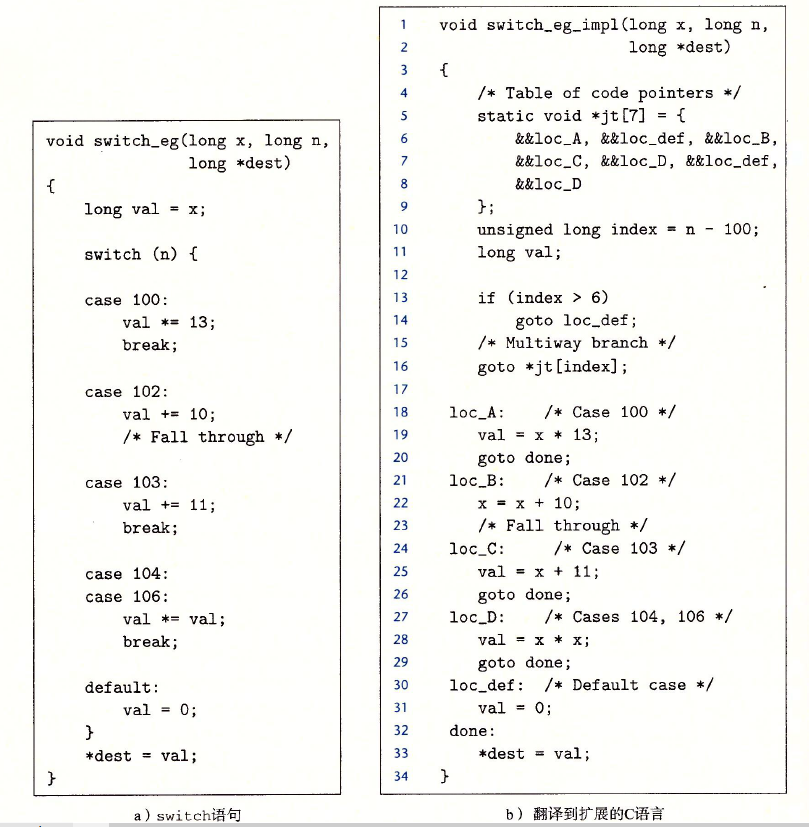 void switch_eg(long x, long n,
               long *dest)
{
    long val = x;

    switch (n) {

    case 100:
        val *= 13;
        break;

    case 102:
        val += 10;
        /* Fall through */

    case 103:
        val += 11;
        break;

    case 104:
    case 106:
        val *= val;
        break;

    default:
        val = 0;
    }
    *dest = val;
}
a)switch语句
1 void switch_eg_impl(long x, long n,
2                     long *dest)
3 {
4     /* Table of code pointers */
5     static void *jt[7] = {
6         &&loc_A, &&loc_def, &&loc_B,
7         &&loc_C, &&loc_D, &&loc_def,
8         &&loc_D
9     };
10     unsigned long index = n - 100;
11     long val;
12
13     if (index > 6)
14         goto loc_def;
15     /* Multiway branch */
16     goto *jt[index];
17
18  loc_A:    /* Case 100 */
19     val = x * 13;
20     goto done;
21  loc_B:    /* Case 102 */
22     x = x + 10;
23     /* Fall through */
24  loc_C:     /* Case 103 */
25     val = x + 11;
26     goto done;
27  loc_D:    /* Cases 104, 106 */
28     val = x * x;
29     goto done;
30  loc_def:  /* Default case */
31     val = 0;
32  done:
33     *dest = val;
34 }
b)翻译到扩展的C语言